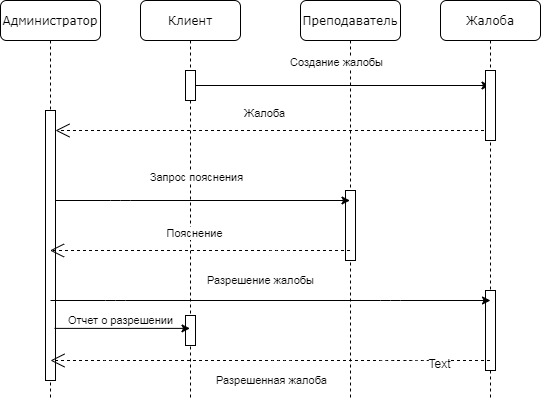 Администратор
Клиент
Преподаватель
Жалоба
Создание жалобы
Жалоба
Запрос пояснения
Пояснение
Разрешение жалобы
Отчет о разрешении
Text
Разрешенная жалоба